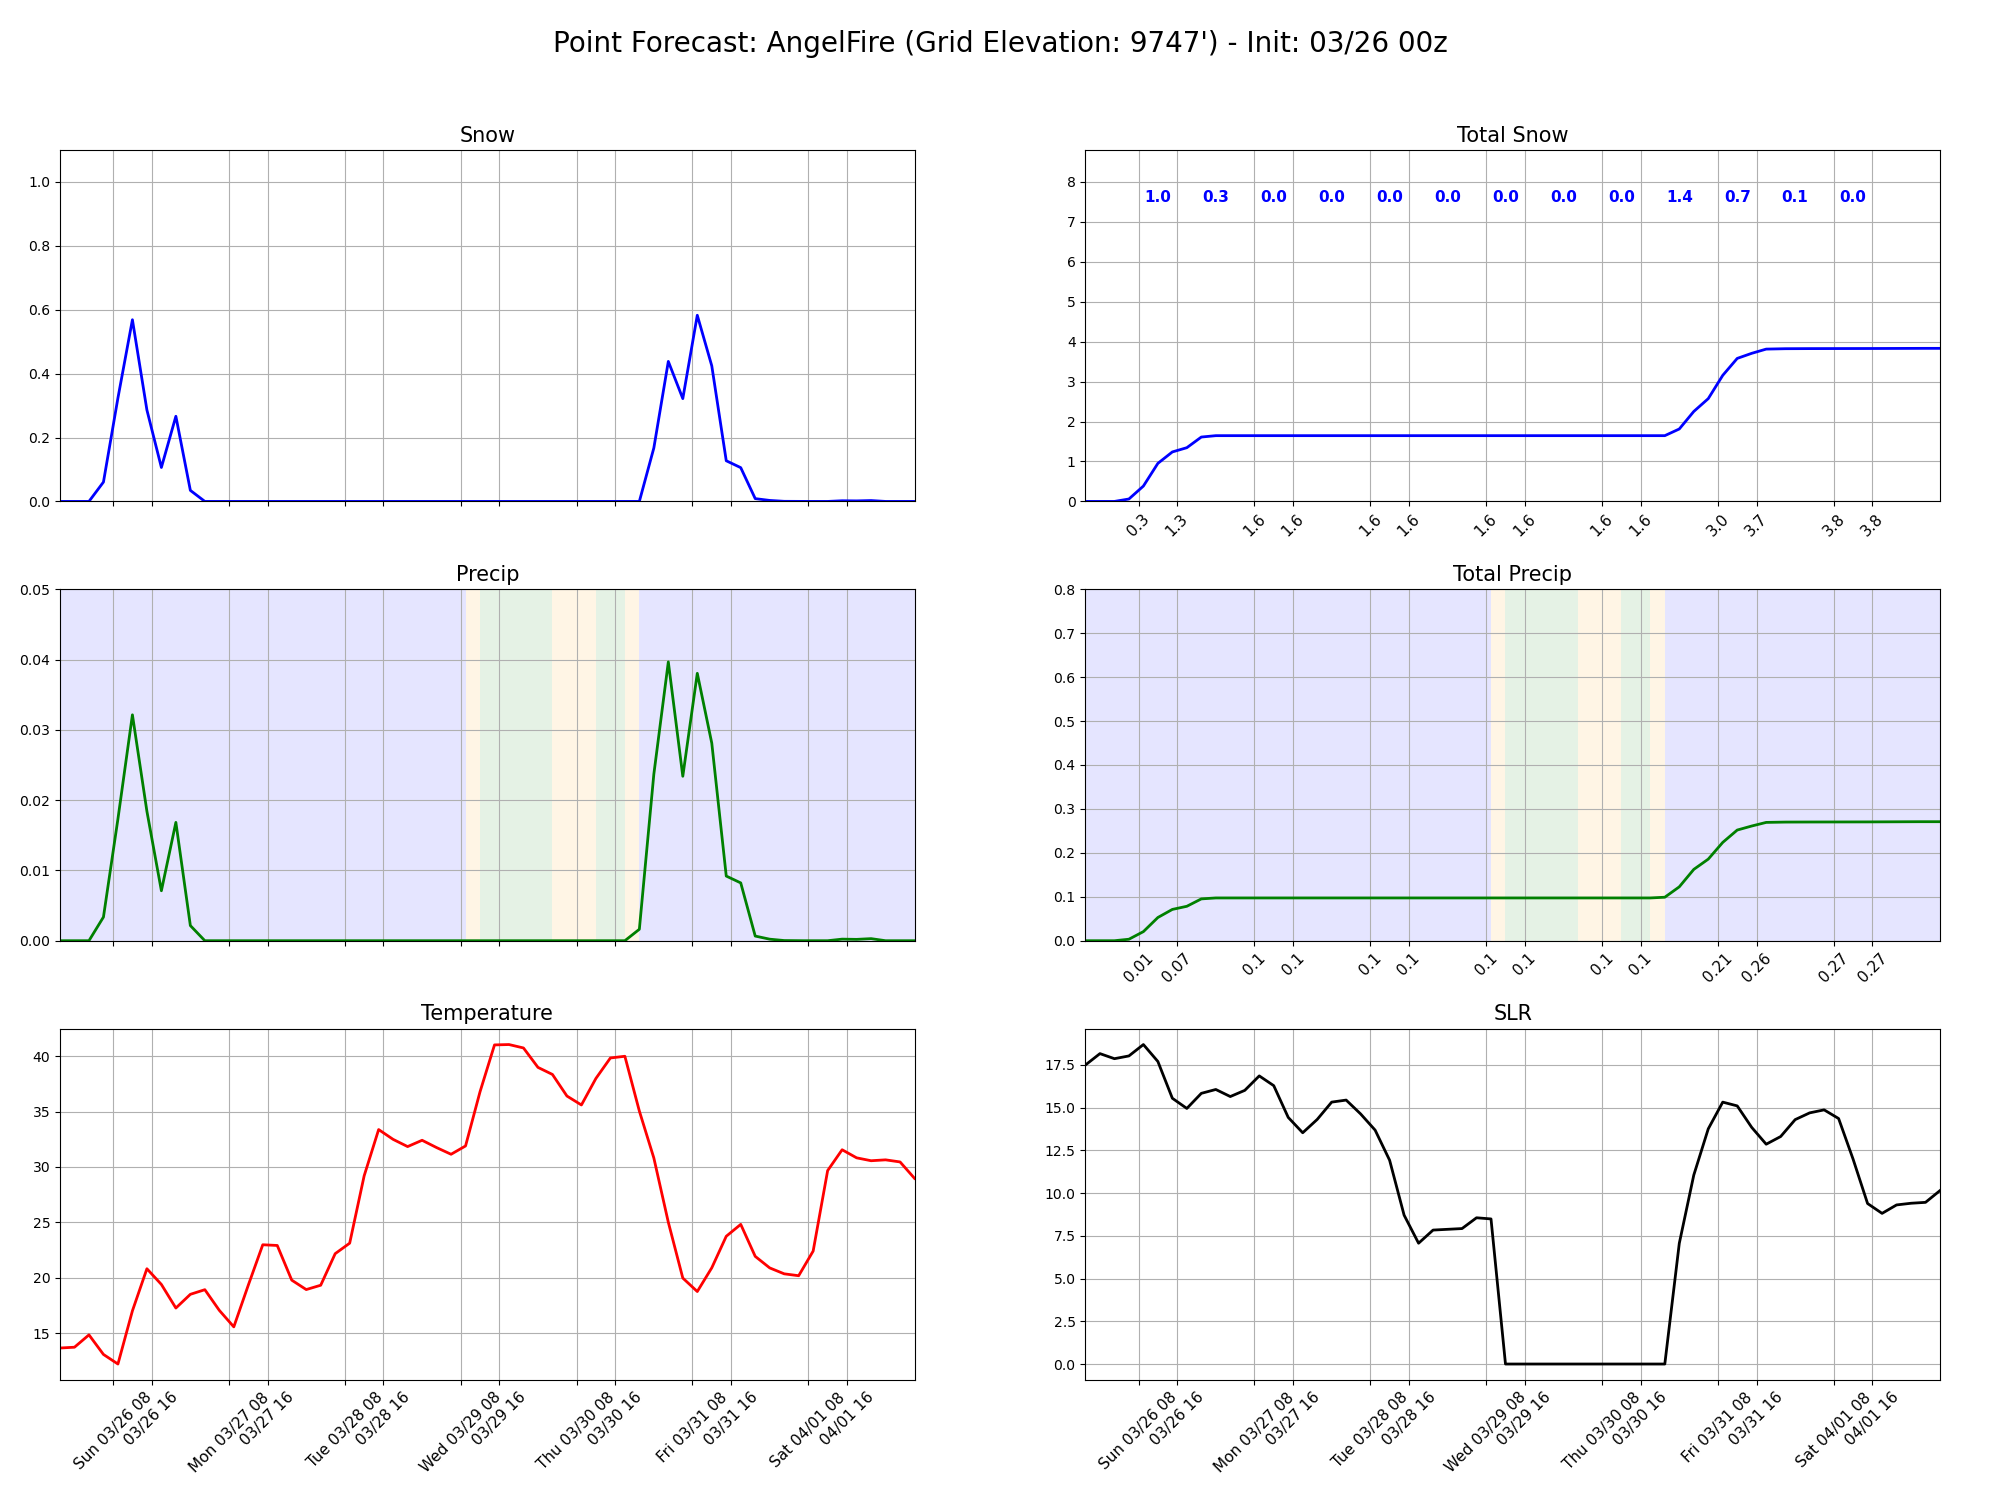 Point Forecast: AngelFire (Grid Elevation: 9747') - Init: 03/26 00z
Snow
1.0
0.8
0.6
0.4
0.2
0.0
Total Snow
8
7
6
5
4
3
2
1
0
1.0 0.3 0.0 0.0 0.0 0.0 0.0 0.0 0.0 1.4 0.7 0.1 0.0
0.3 1.3 1.6 1.6 1.6 1.6 1.6 1.6 1.6 1.6 3.0 3.7 3.8 3.8
Precip
0.05
0.04
0.03
0.02
0.01
0.00
Total Precip
0.8
0.7
0.6
0.5
0.4
0.3
0.2
0.1
0.0
0.01 0.07 0.1 0.1 0.1 0.1 0.1 0.1 0.1 0.1 0.21 0.26 0.27 0.27
Temperature
40
35
30
25
20
15
Sun 03/26 08
03/26 16
Mon 03/27 08
03/27 16
Tue 03/28 08
03/28 16
Wed 03/29 08
03/29 16
Thu 03/30 08
03/30 16
Fri 03/31 08
03/31 16
Sat 04/01 08
04/01 16
SLR
17.5
15.0
12.5
10.0
7.5
5.0
2.5
0.0
Sun 03/26 08
03/26 16
Mon 03/27 08
03/27 16
Tue 03/28 08
03/28 16
Wed 03/29 08
03/29 16
Thu 03/30 08
03/30 16
Fri 03/31 08
03/31 16
Sat 04/01 08
04/01 16